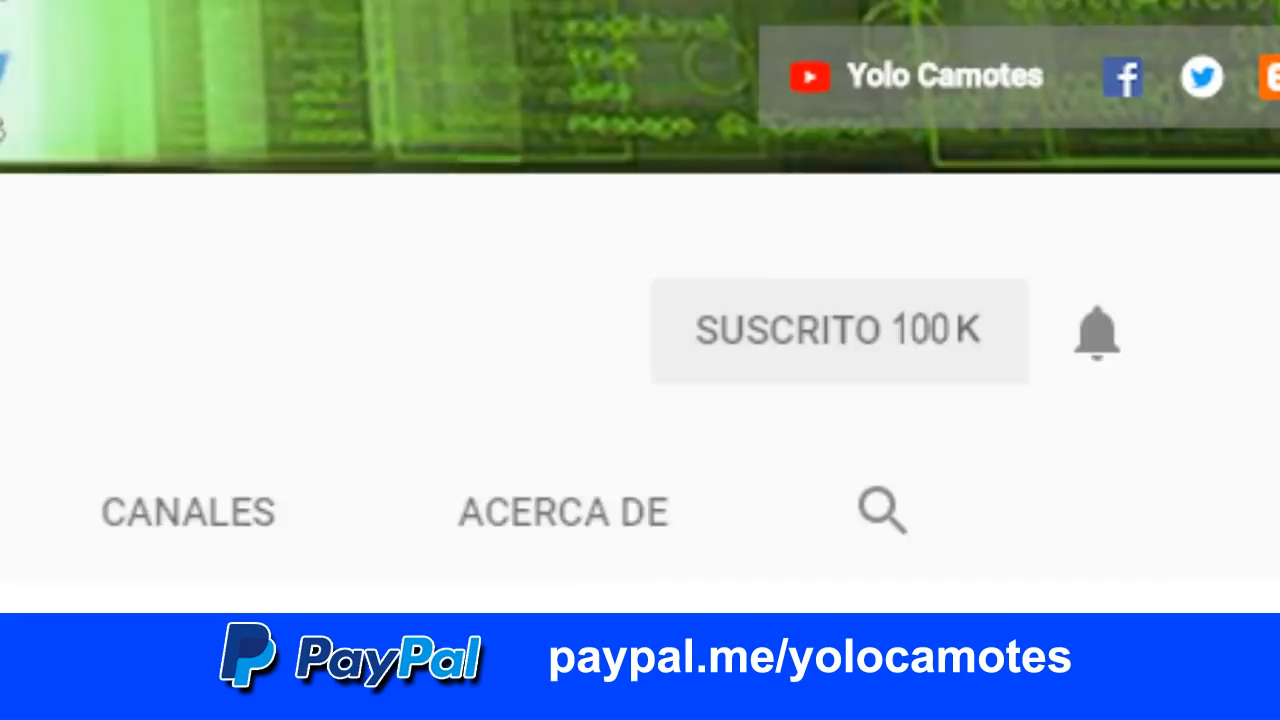 Yolo Camotes
SUSCRITO 100 K
CANALES
ACERCA DE
PayPal
paypal.me/yolocamotes